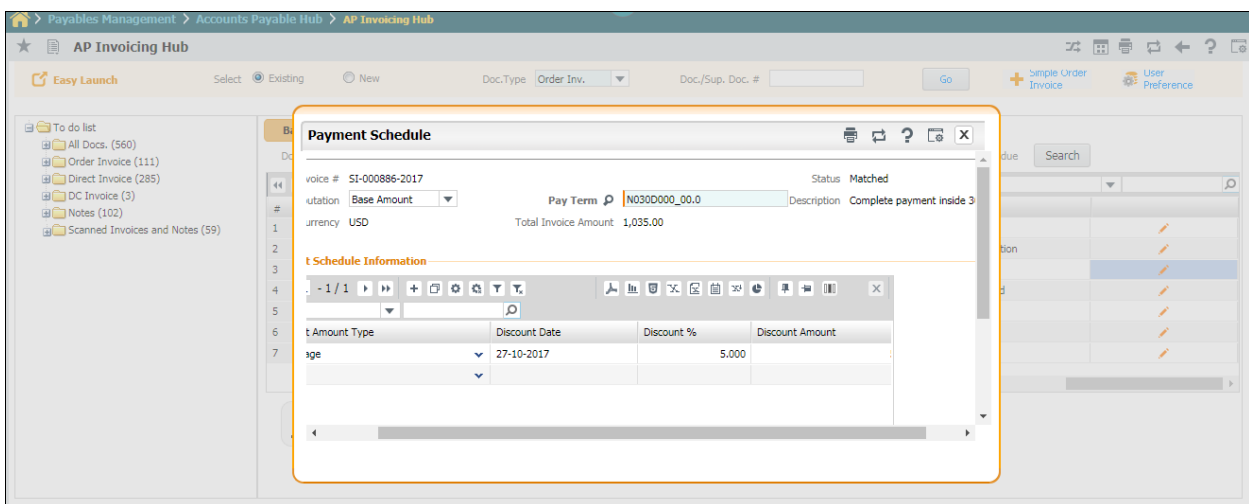 > Payables Management > Accounts Payable Hub > AP Invoicing Hub
AP Invoicing Hub
Easy Launch Select Existing New Doc.Type Order Inv. Doc./Sup. Doc. # Go Simple Order Invoice User Preference
To do list
All Docs. (560)
Order Invoice (111)
Direct Invoice (285)
DC Invoice (3)
Notes (102)
Scanned Invoices and Notes (59)
Ba
Do
due Search
#
1
2
3
4
5
6
7
tion
d
Payment Schedule
voice # SI-000886-2017 Status Matched
utation Base Amount Pay Term N030D000_00.0 Description Complete payment inside 3
urrency USD Total Invoice Amount 1,035.00
t Schedule Information
- 1 / 1
t Amount Type Discount Date Discount % Discount Amount
age 27-10-2017 5.000